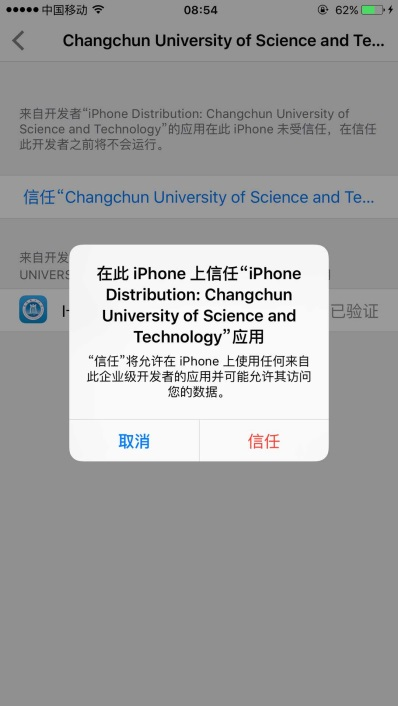 中国移动 08:54 62%
Changchun University of Science and Te...
来自开发者“iPhone Distribution: Changchun University of
Science and Technology”的应用在此 iPhone 未受信任，在信任
此开发者之前将不会运行。
信任“Changchun University of Science and Te...
来自开发
UNIVERS
已验证
在此 iPhone 上信任“iPhone
Distribution: Changchun
University of Science and
Technology”应用
“信任”将允许在 iPhone 上使用任何来自
此企业级开发者的应用并可能允许其访问
您的数据。
取消 信任